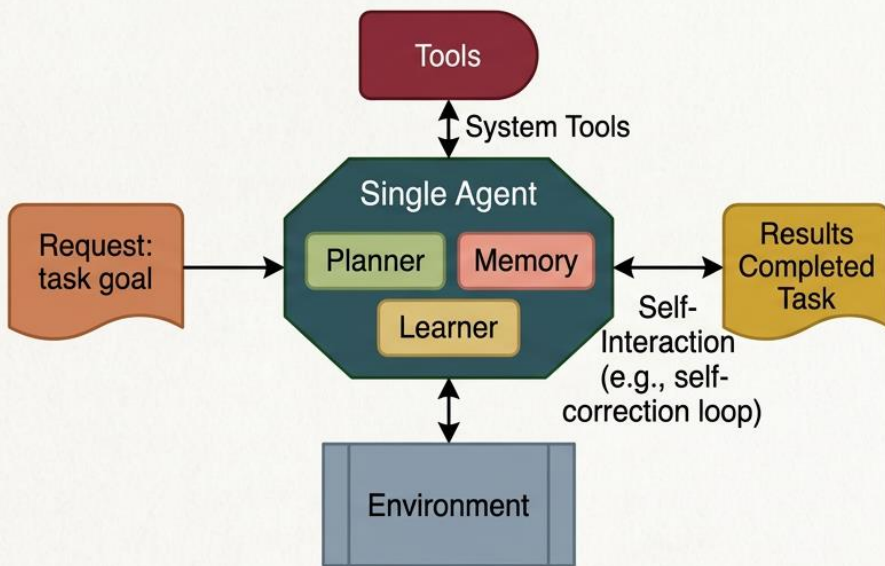 Tools
System Tools
Single Agent
Planner
Memory
Learner
Request:
task goal
Results
Completed
Task
Self-
Interaction
(e.g., self-
correction loop)
Environment